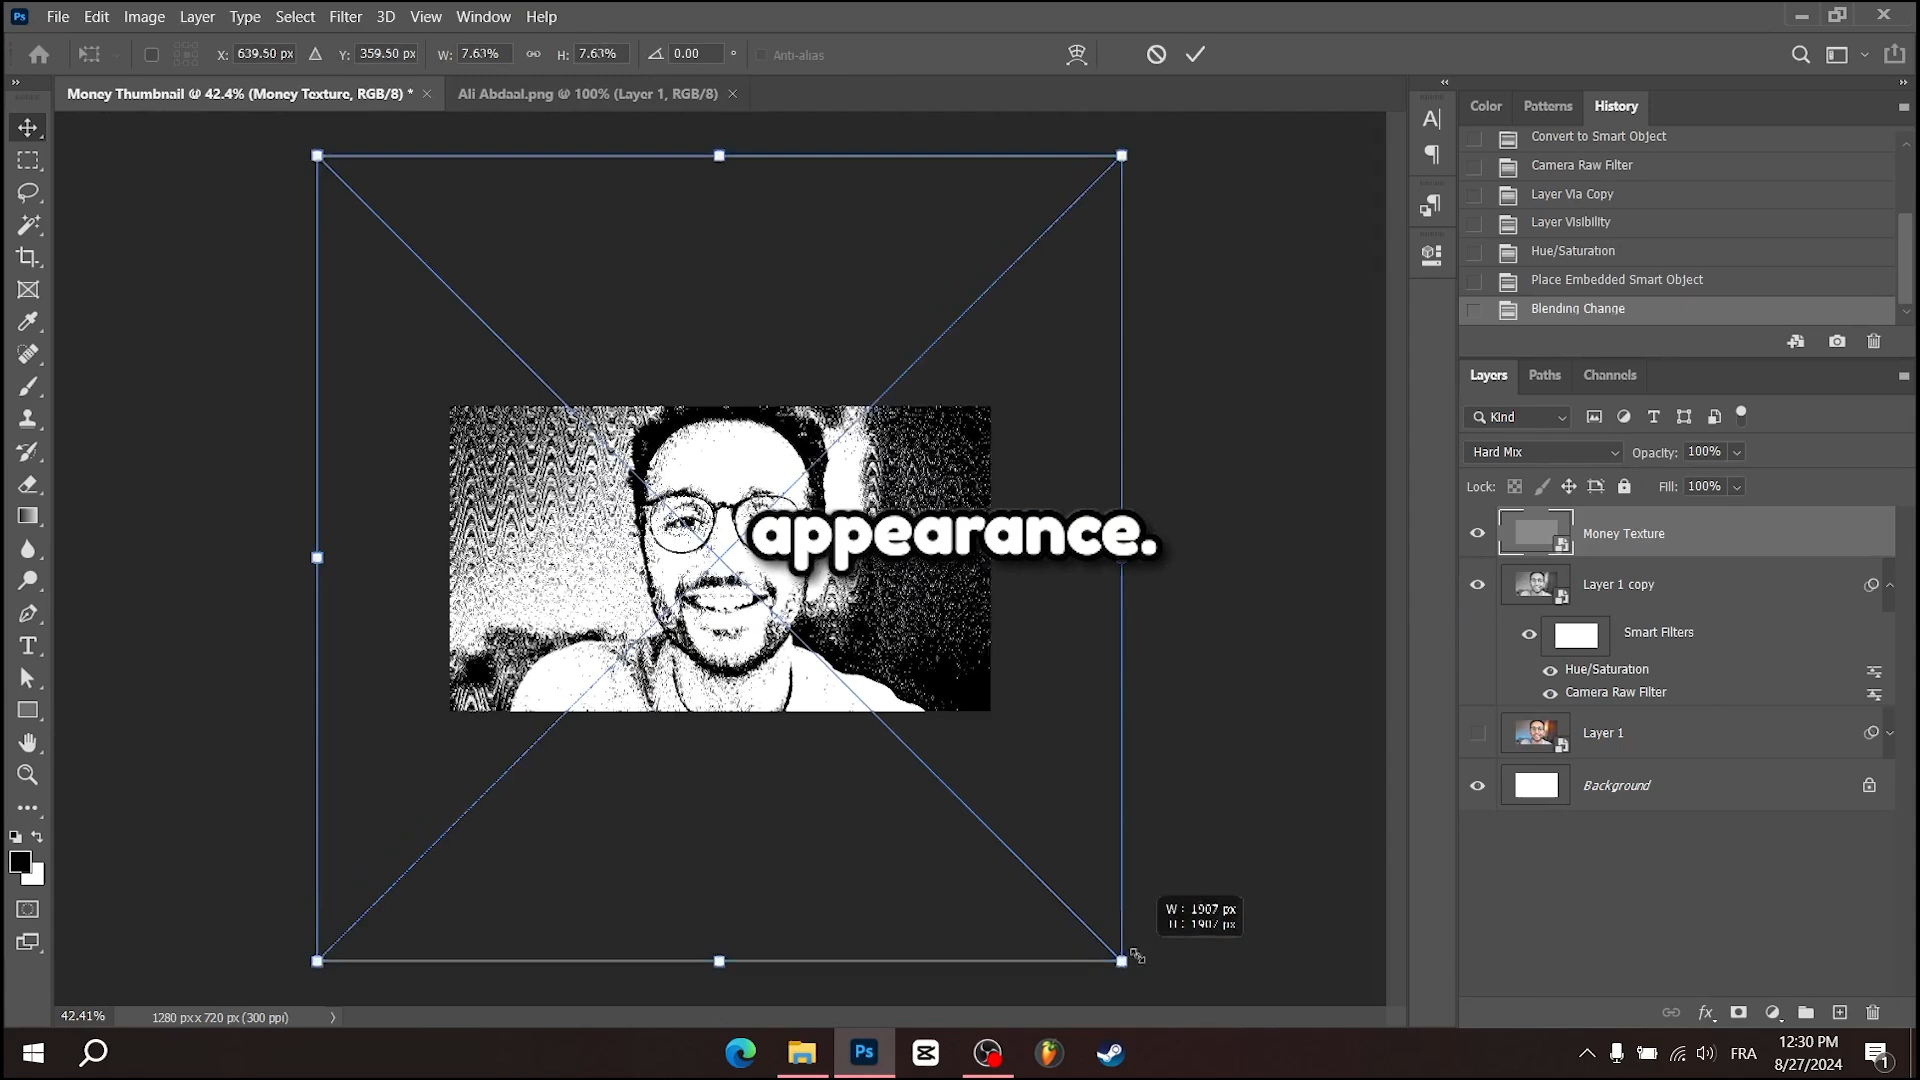 Ps File Edit Image Layer Type Select Filter 3D View Window Help
X: 639.50 px Y: 359.50 px W: 7.63% H: 7.63% 0.00 ° Anti-alias
Money Thumbnail @ 42.4% (Money Texture, RGB/8) * × Ali Abdaal.png @ 100% (Layer 1, RGB/8) ×
Color Patterns History
Convert to Smart Object
Camera Raw Filter
Layer Via Copy
Layer Visibility
Hue/Saturation
Place Embedded Smart Object
Blending Change
Layers Paths Channels
Kind
Hard Mix Opacity: 100%
Lock: Fill: 100%
Money Texture
Layer 1 copy
Smart Filters
Hue/Saturation
Camera Raw Filter
Layer 1
Background
appearance.
W : 1907 px
H : 1907 px
42.41% 1280 px x 720 px (300 ppi)
fx
Ps FRA 12:30 PM
8/27/2024 1